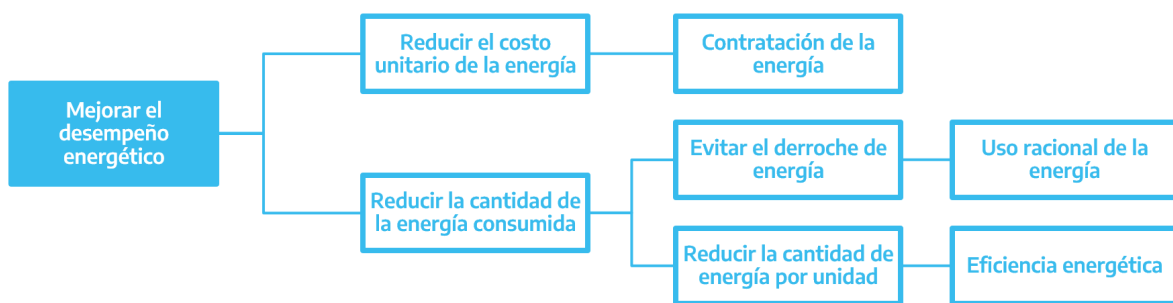 Mejorar el
desempeño
energético
Reducir el costo
unitario de la energía
Contratación de la
energía
Reducir la cantidad de
la energía consumida
Evitar el derroche de
energía
Uso racional de la
energía
Reducir la cantidad de
energía por unidad
Eficiencia energética